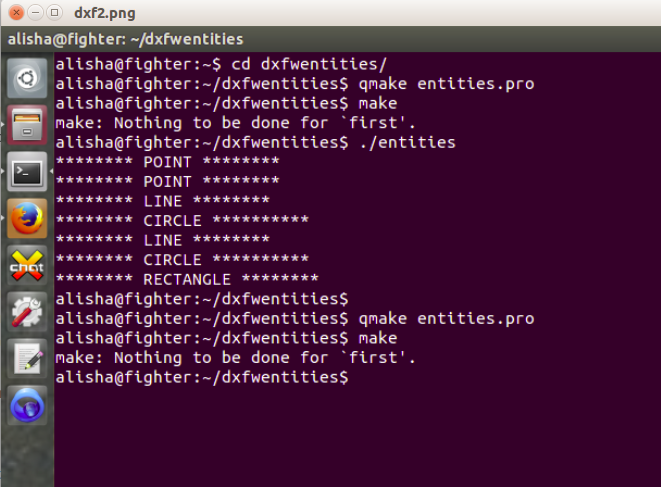 dxf2.png
alisha@fighter: ~/dxfwentities
alisha@fighter:~$ cd dxfwentities/
alisha@fighter:~/dxfwentities$ qmake entities.pro
alisha@fighter:~/dxfwentities$ make
make: Nothing to be done for `first'.
alisha@fighter:~/dxfwentities$ ./entities
******** POINT ********
******** POINT ********
******** LINE ********
******** CIRCLE **********
******** LINE ********
******** CIRCLE **********
******** RECTANGLE ********
alisha@fighter:~/dxfwentities$
alisha@fighter:~/dxfwentities$ qmake entities.pro
alisha@fighter:~/dxfwentities$ make
make: Nothing to be done for `first'.
alisha@fighter:~/dxfwentities$
chat